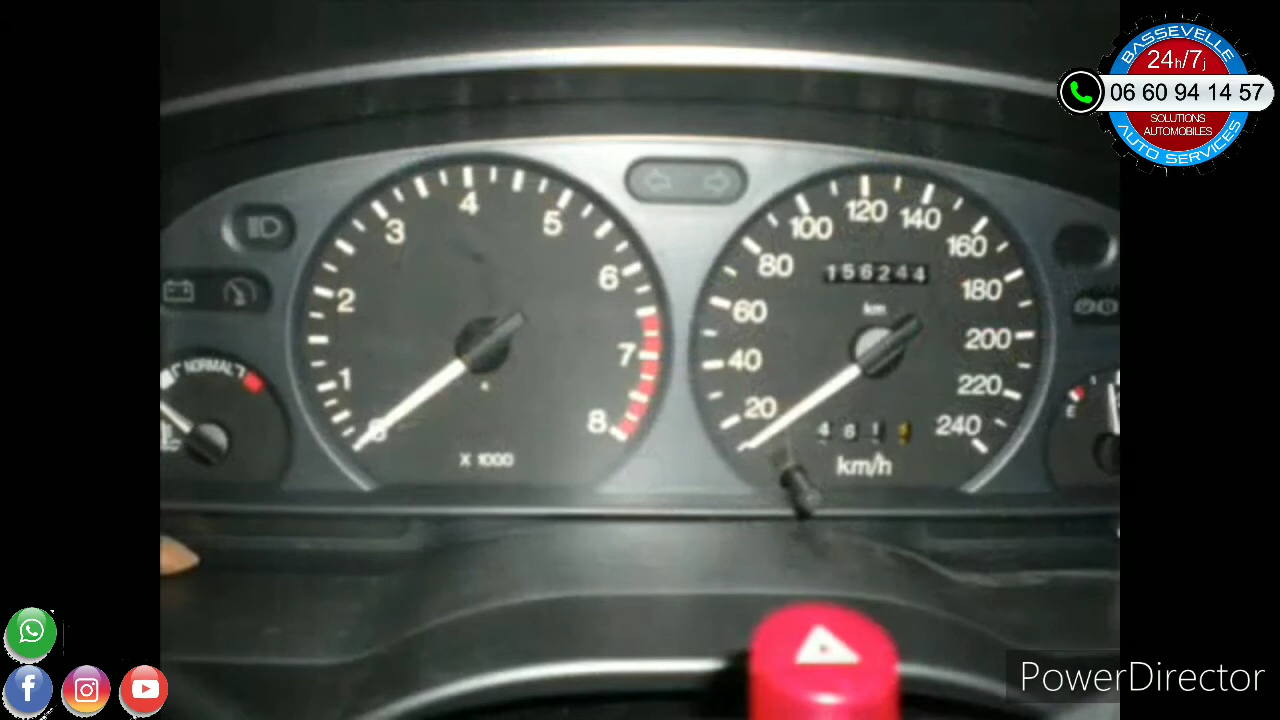 BASSEVELLE
24h/7j
06 60 94 14 57
SOLUTIONS
AUTOMOBILES
AUTO SERVICES
NORMAL
0 1 2 3 4 5 6 7 8
X 1000
20 40 60 80 100 120 140 160 180 200 220 240
156244
km
461
km/h
E
PowerDirector